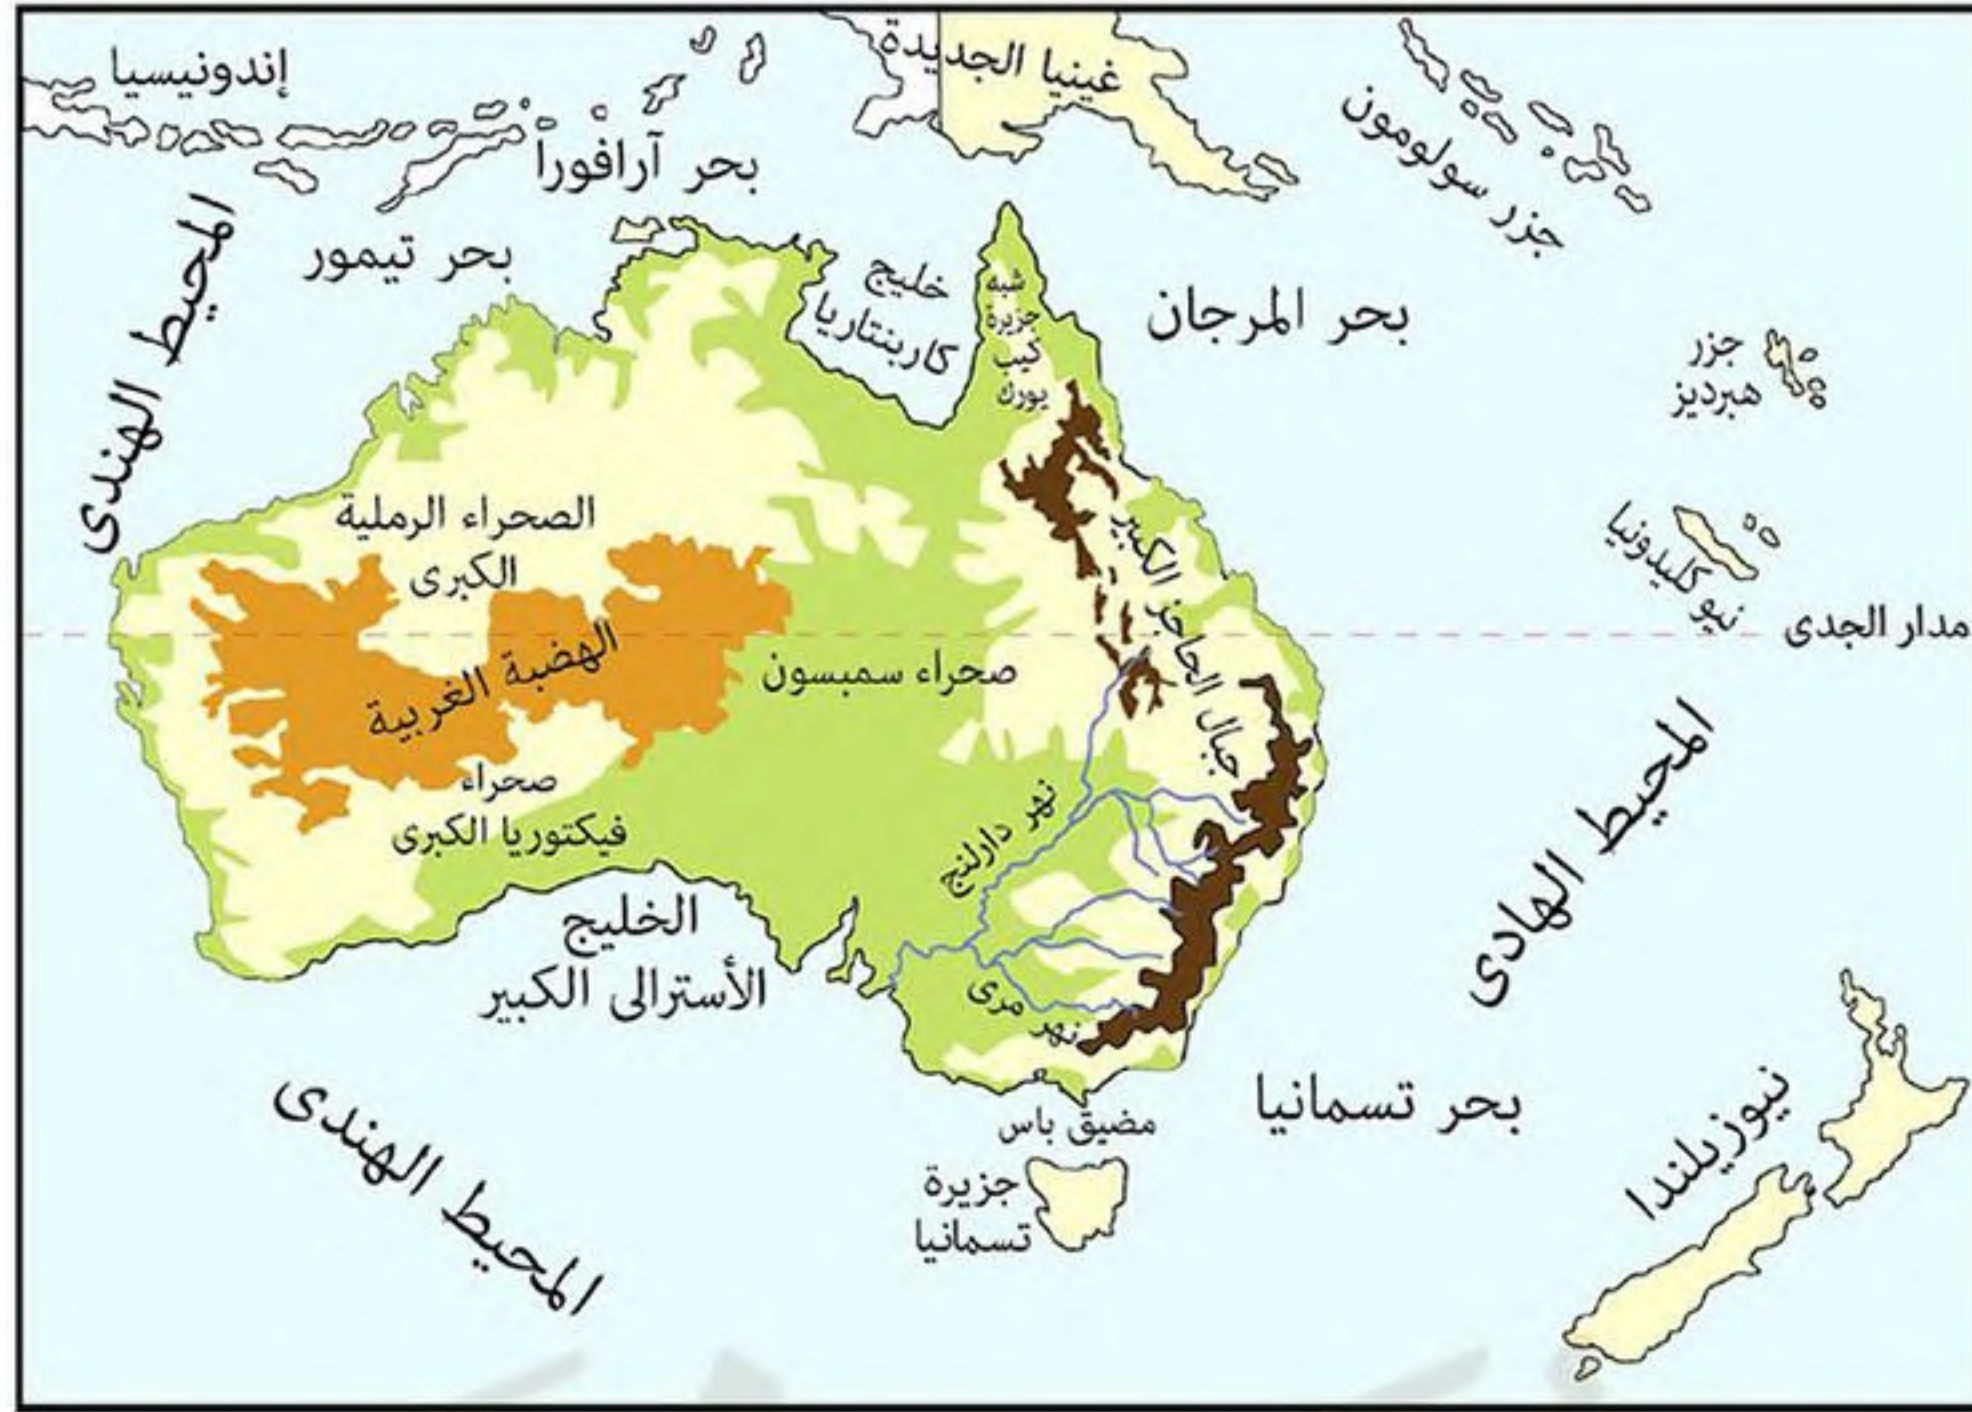 إندونيسيا
غينيا الجديدة
جزر سولومون
بحر آرافورا
بحر تيمور
المحيط الهندى
خليج
كاربنتاريا
شبه
جزيرة
كيب
يورك
بحر المرجان
جزر
هبرديز
نيو كليدونيا
مدار الجدى
الصحراء الرملية
الكبرى
الهضبة الغربية
صحراء سمبسون
جبال الحاجز الكبير
صحراء
فيكتوريا الكبرى
نهر دارلنج
نهر مرى
الخليج
الأسترالى الكبير
المحيط الهادى
المحيط الهندى
بحر تسمانيا
مضيق باس
جزيرة
تسمانيا
نيوزيلندا